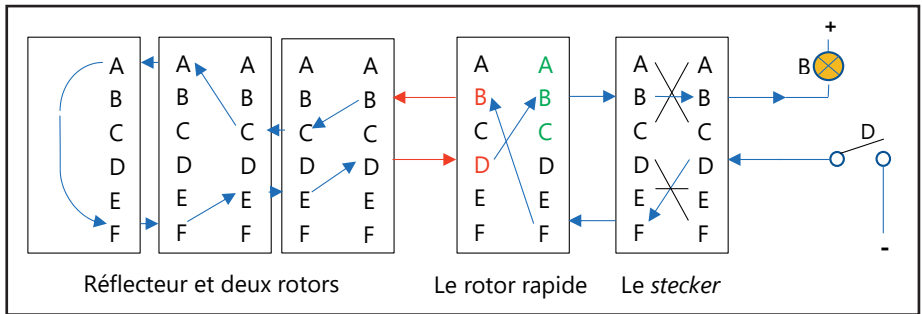 +
A A A A A A A A A B
B B B B B B B B B D
C C C C C C C C C
D D D D D D D D D
E E E E E E E E E
F F F F F F F F F
-
Réflecteur et deux rotors Le rotor rapide Le stecker